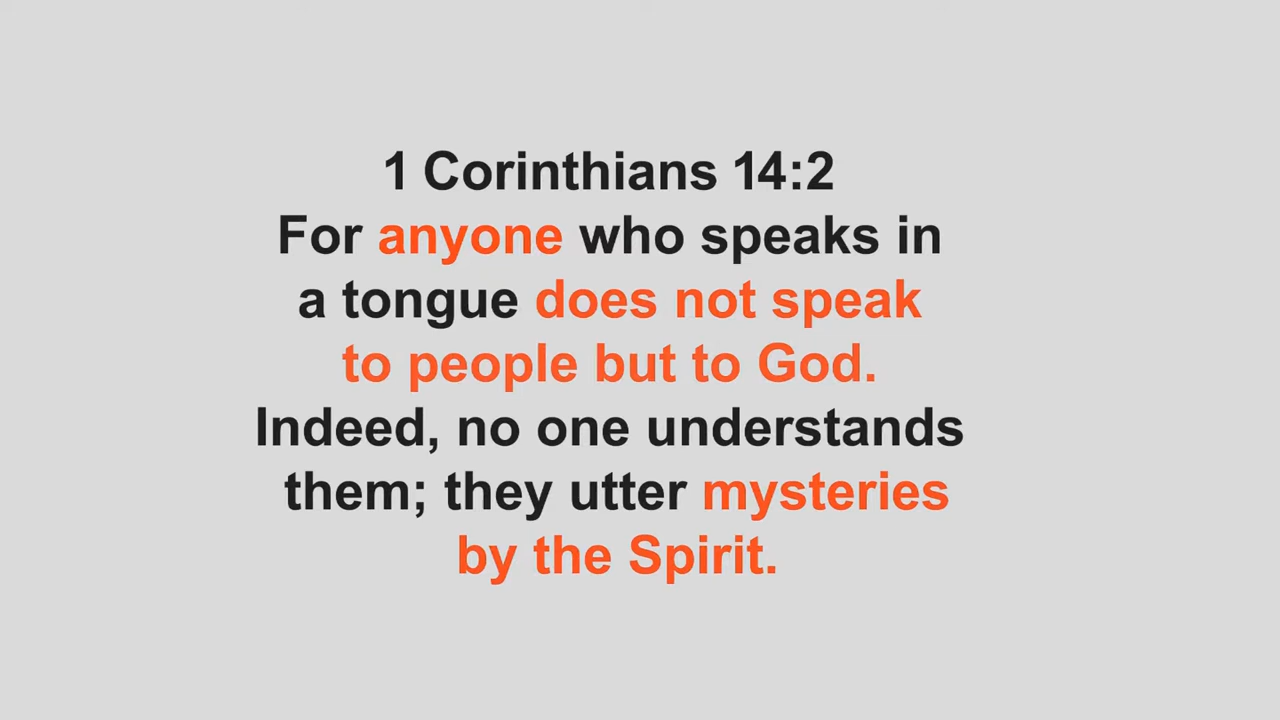 1 Corinthians 14:2
For anyone who speaks in
a tongue does not speak
to people but to God.
Indeed, no one understands
them; they utter mysteries
by the Spirit.